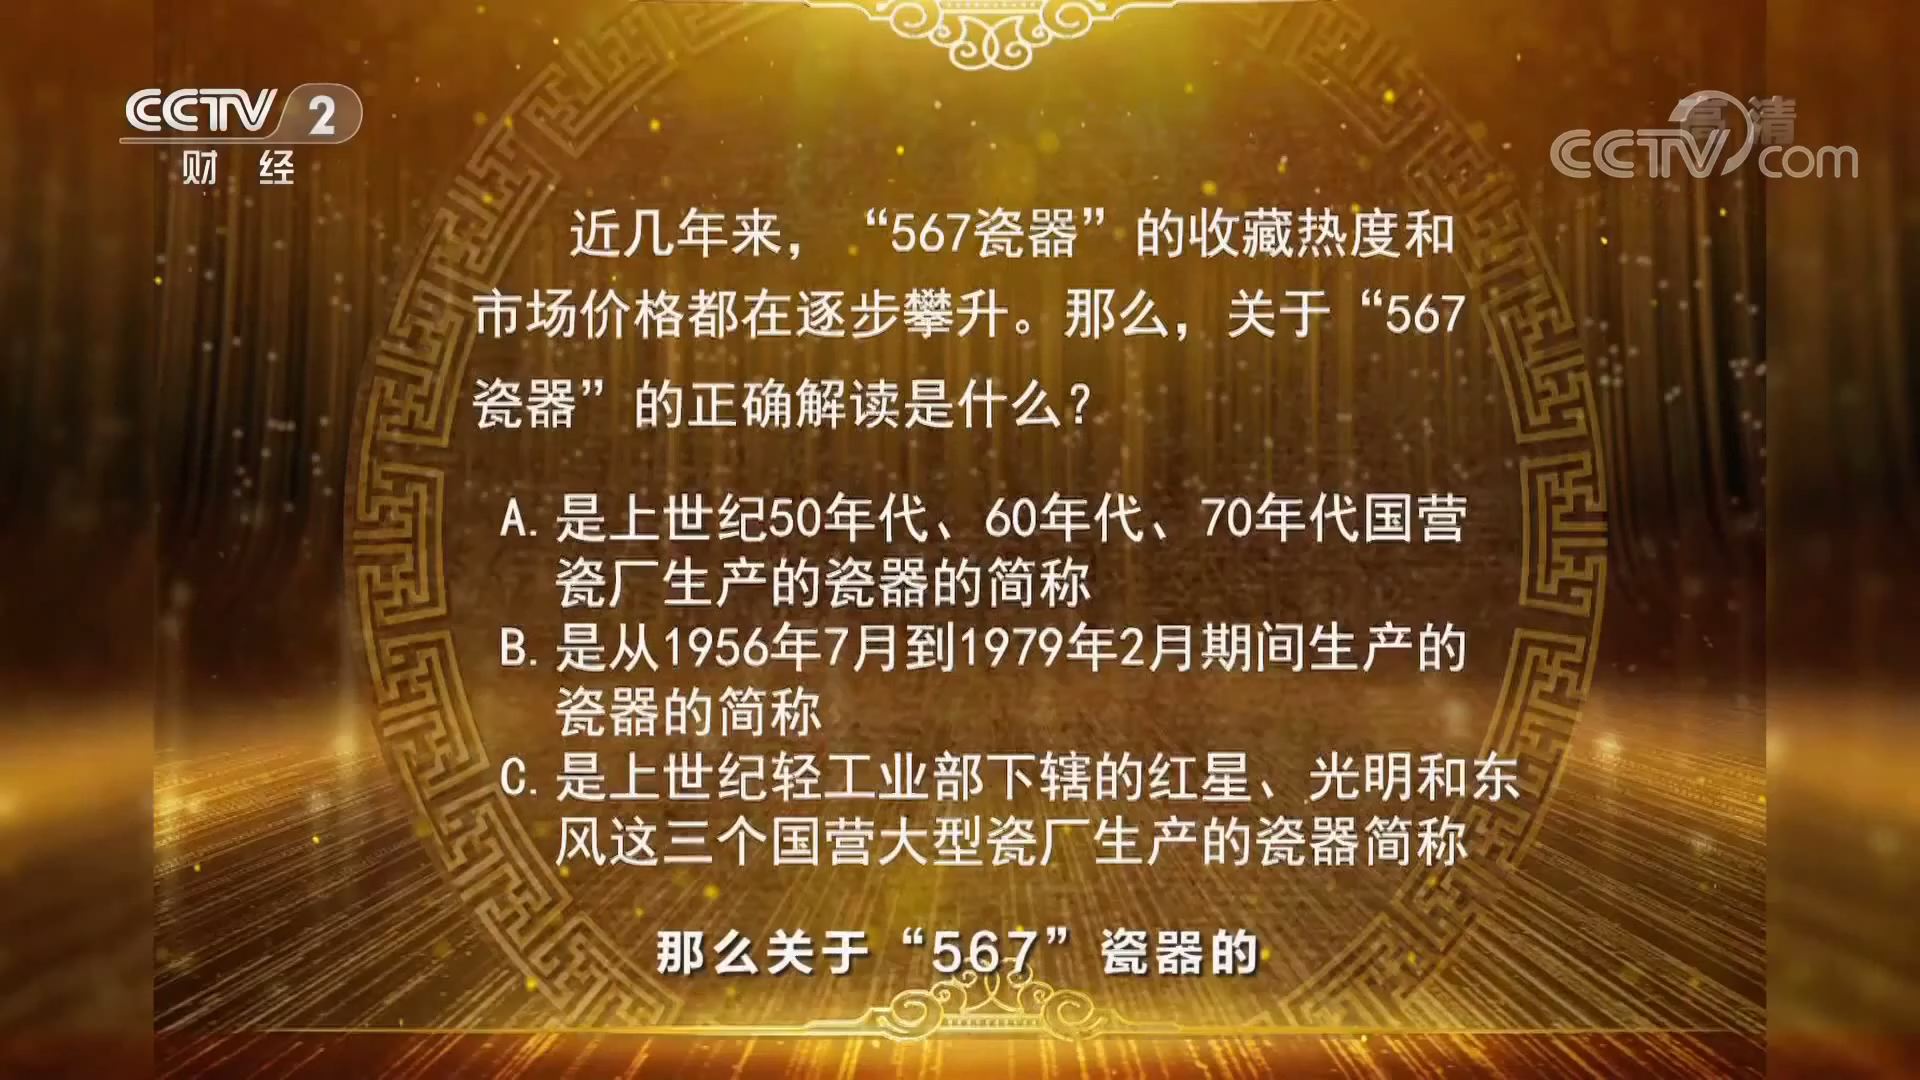 CCTV 2
财 经
高清
CCTV com
近几年来，“567瓷器”的收藏热度和
市场价格都在逐步攀升。那么，关于“567
瓷器”的正确解读是什么？
A. 是上世纪50年代、60年代、70年代国营
瓷厂生产的瓷器的简称
B. 是从1956年7月到1979年2月期间生产的
瓷器的简称
C. 是上世纪轻工业部下辖的红星、光明和东
风这三个国营大型瓷厂生产的瓷器简称
那么关于“567”瓷器的